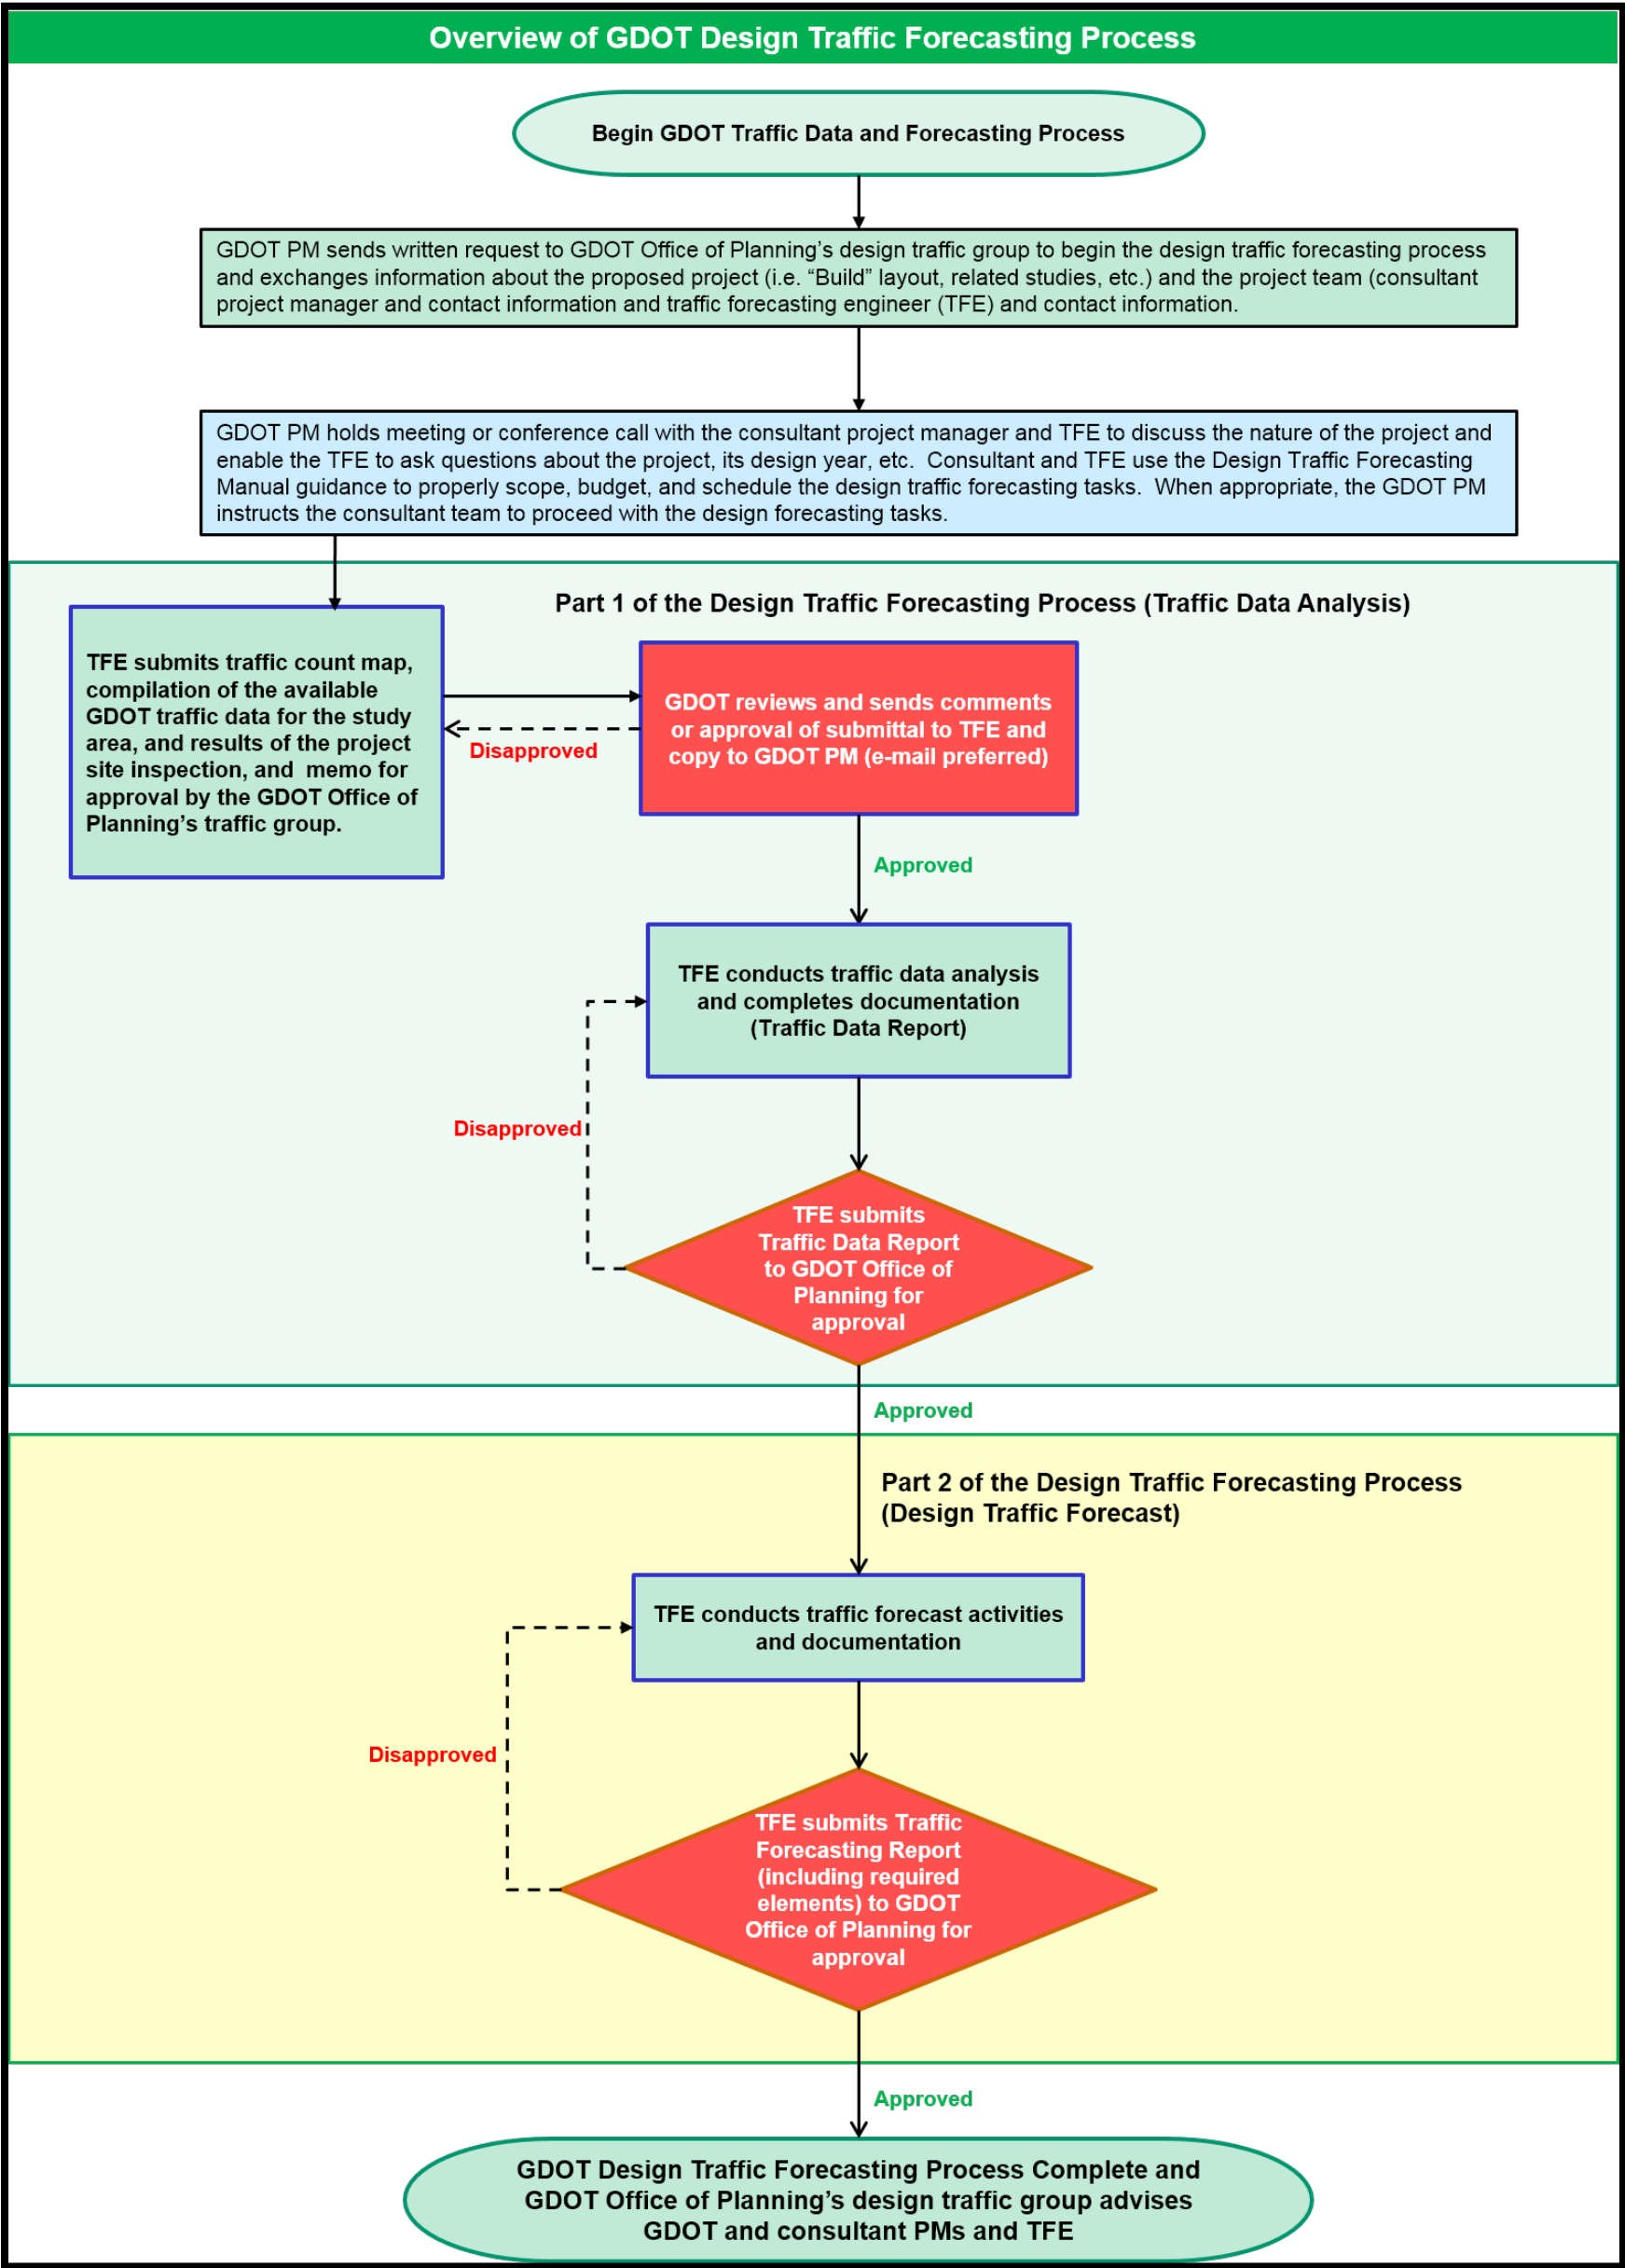 Overview of GDOT Design Traffic Forecasting Process
Begin GDOT Traffic Data and Forecasting Process
GDOT PM sends written request to GDOT Office of Planning’s design traffic group to begin the design traffic forecasting process
and exchanges information about the proposed project (i.e. “Build” layout, related studies, etc.) and the project team (consultant
project manager and contact information and traffic forecasting engineer (TFE) and contact information.
GDOT PM holds meeting or conference call with the consultant project manager and TFE to discuss the nature of the project and
enable the TFE to ask questions about the project, its design year, etc.  Consultant and TFE use the Design Traffic Forecasting
Manual guidance to properly scope, budget, and schedule the design traffic forecasting tasks.  When appropriate, the GDOT PM
instructs the consultant team to proceed with the design forecasting tasks.
Part 1 of the Design Traffic Forecasting Process (Traffic Data Analysis)
TFE submits traffic count map,
compilation of the available
GDOT traffic data for the study
area, and results of the project
site inspection, and  memo for
approval by the GDOT Office of
Planning’s traffic group.
GDOT reviews and sends comments
or approval of submittal to TFE and
copy to GDOT PM (e-mail preferred)
Disapproved
Approved
TFE conducts traffic data analysis
and completes documentation
(Traffic Data Report)
Disapproved
TFE submits
Traffic Data Report
to GDOT Office of
Planning for
approval
Approved
Part 2 of the Design Traffic Forecasting Process
(Design Traffic Forecast)
TFE conducts traffic forecast activities
and documentation
Disapproved
TFE submits Traffic
Forecasting Report
(including required
elements) to GDOT
Office of Planning for
approval
Approved
GDOT Design Traffic Forecasting Process Complete and
GDOT Office of Planning’s design traffic group advises
GDOT and consultant PMs and TFE